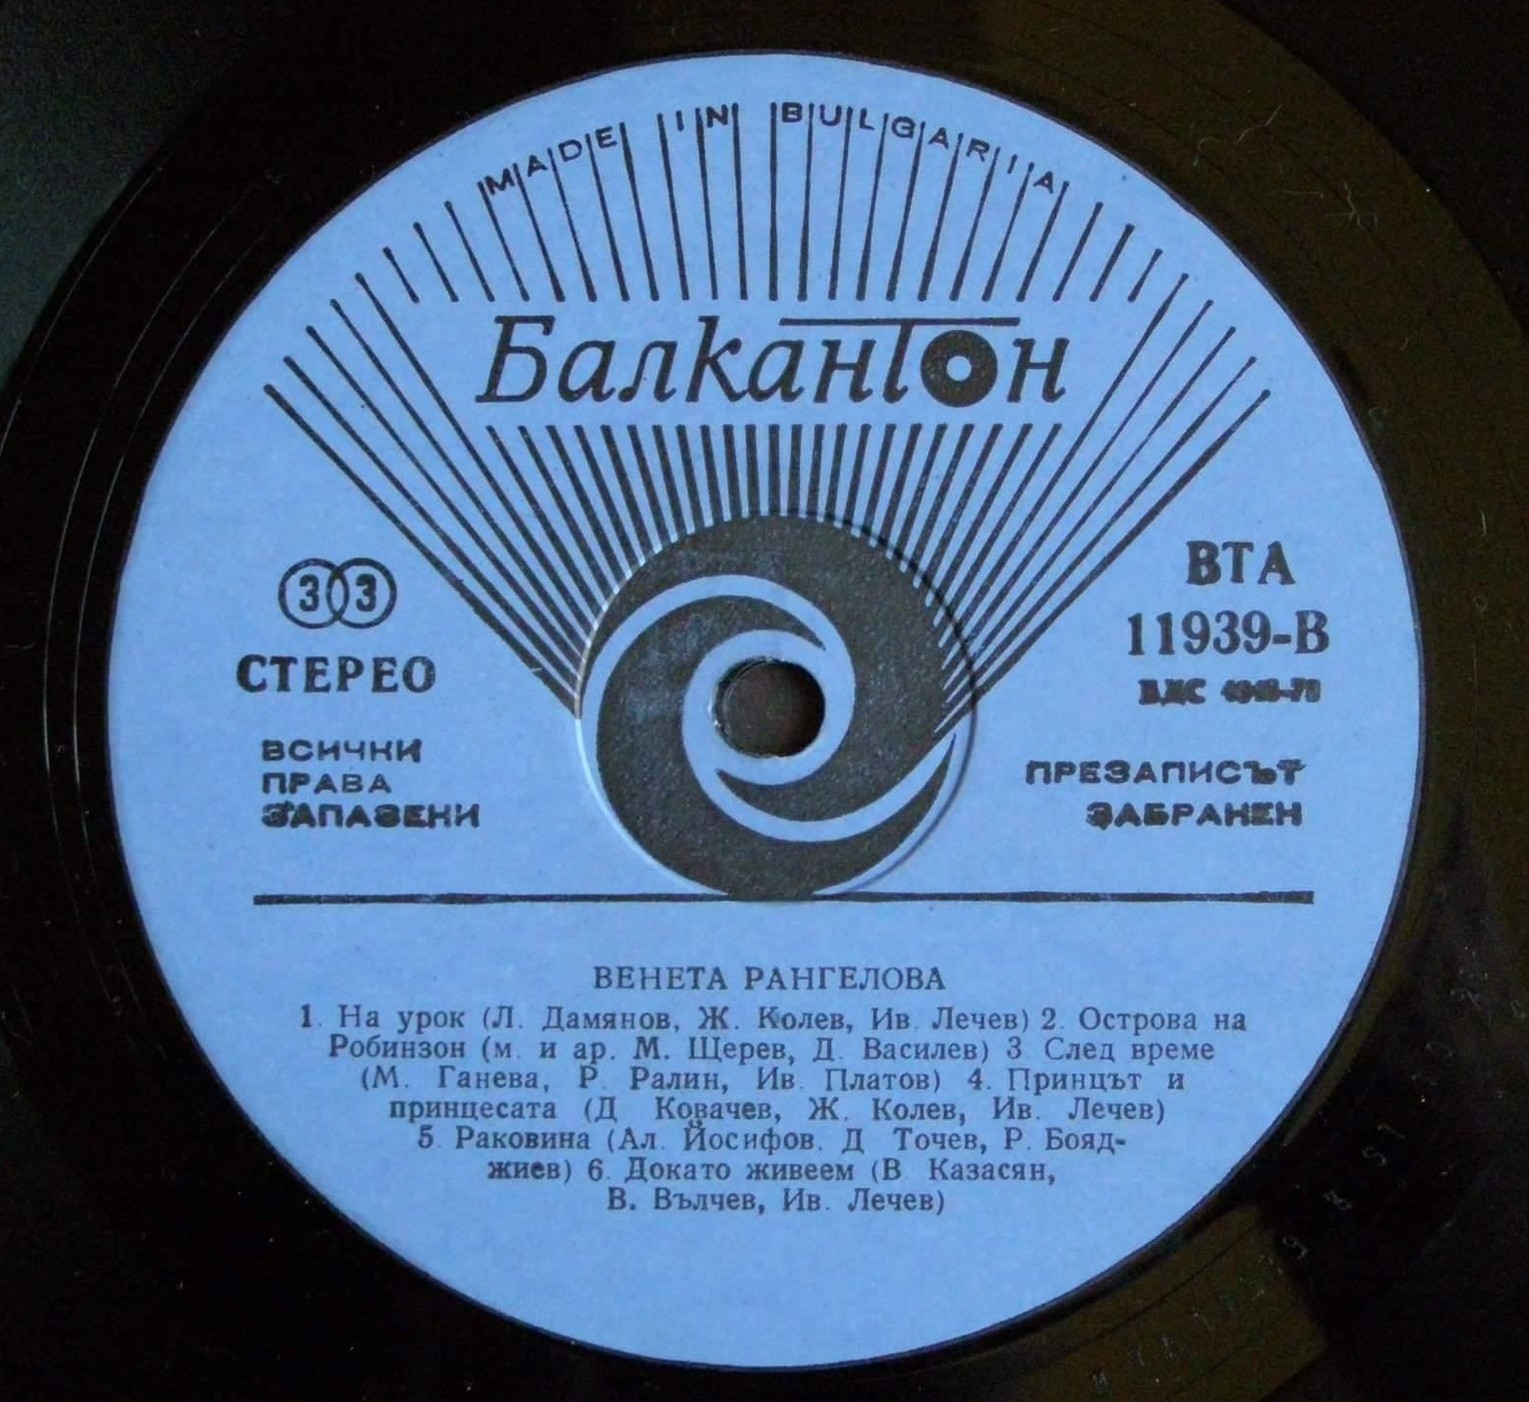 MADE IN BULGARIA
Балкантон
33
СТЕРЕО
ВСИЧКИ
ПРАВА
ЗАПАЗЕНИ
ВТА
11939-В
БДС
ПРЕЗАПИСЪТ
ЗАБРАНЕН
ВЕНЕТА РАНГЕЛОВА
1. На урок (Л. Дамянов, Ж. Колев, Ив. Лечев) 2. Острова на
Робинзон (м. и ар. М. Щерев, Д. Василев) 3. След време
(М. Ганева, Р. Ралин, Ив. Платов) 4. Принцът и
принцесата (Д. Ковачев, Ж. Колев, Ив. Лечев)
5. Раковина (Ал. Йосифов. Д. Точев, Р. Бояд-
жиев) 6. Докато живеем (В. Казасян,
В. Вълчев, Ив. Лечев)